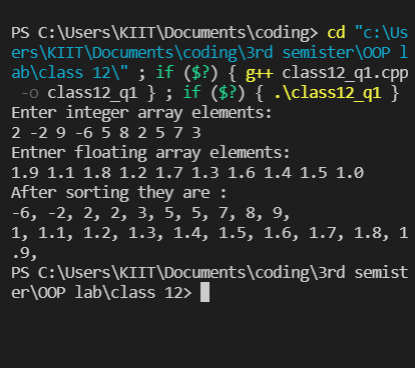 PS C:\Users\KIIT\Documents\coding> cd "c:\Us
ers\KIIT\Documents\coding\3rd semister\OOP l
ab\class 12\" ; if ($?) { g++ class12_q1.cpp
 -o class12_q1 } ; if ($?) { .\class12_q1 }
Enter integer array elements:
2 -2 9 -6 5 8 2 5 7 3
Entner floating array elements:
1.9 1.1 1.8 1.2 1.7 1.3 1.6 1.4 1.5 1.0
After sorting they are :
-6, -2, 2, 2, 3, 5, 5, 7, 8, 9,
1, 1.1, 1.2, 1.3, 1.4, 1.5, 1.6, 1.7, 1.8, 1
.9,
PS C:\Users\KIIT\Documents\coding\3rd semist
er\OOP lab\class 12>